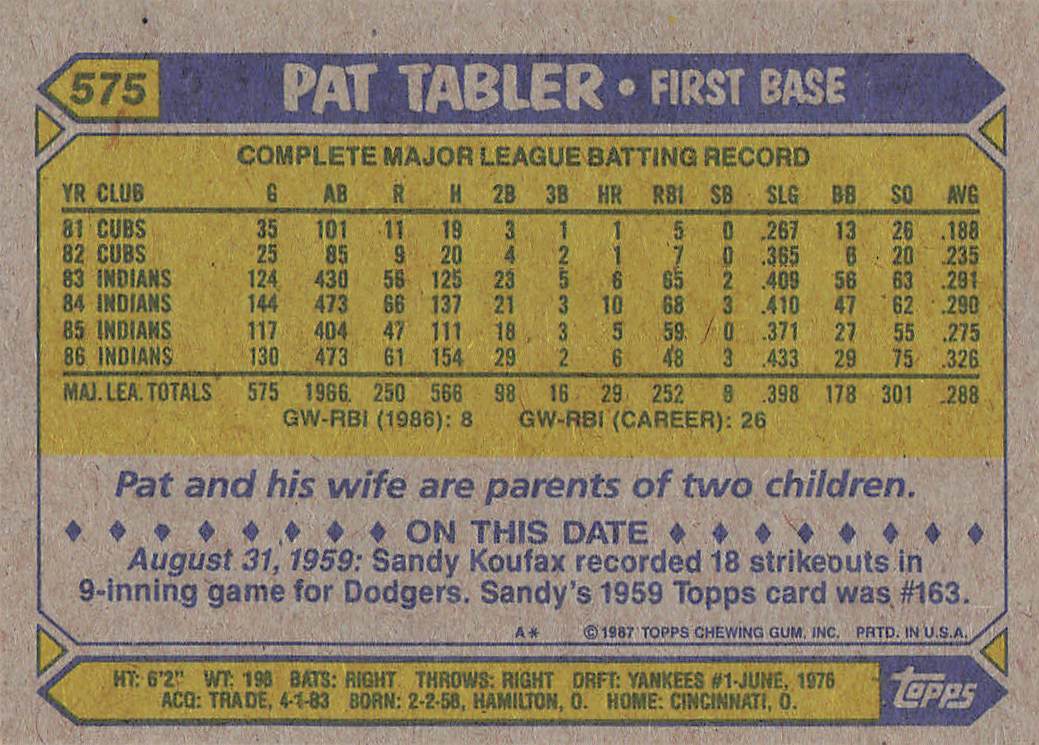 575 PAT TABLER • FIRST BASE
COMPLETE MAJOR LEAGUE BATTING RECORD
YR CLUB G AB R H 2B 3B HR RBI SB SLG BB SO AVG
81 CUBS 35 101 11 19 3 1 1 5 0 .267 13 26 .188
82 CUBS 25 85 9 20 4 2 1 7 0 .365 6 20 .235
83 INDIANS 124 430 56 125 23 5 6 65 2 .409 56 63 .291
84 INDIANS 144 473 66 137 21 3 10 68 3 .410 47 62 .290
85 INDIANS 117 404 47 111 18 3 5 59 0 .371 27 55 .275
86 INDIANS 130 473 61 154 29 2 6 48 3 .433 29 75 .326
MAJ. LEA. TOTALS 575 1966 250 566 98 16 29 252 8 .398 178 301 .288
GW-RBI (1986): 8 GW-RBI (CAREER): 26
Pat and his wife are parents of two children.
ON THIS DATE
August 31, 1959: Sandy Koufax recorded 18 strikeouts in
9-inning game for Dodgers. Sandy's 1959 Topps card was #163.
A* ©1987 TOPPS CHEWING GUM, INC. PRTD. IN U.S.A.
HT: 6'2" WT: 198 BATS: RIGHT THROWS: RIGHT DRFT: YANKEES #1-JUNE, 1976
ACQ: TRADE, 4-1-83 BORN: 2-2-58, HAMILTON, O. HOME: CINCINNATI, O.
topps